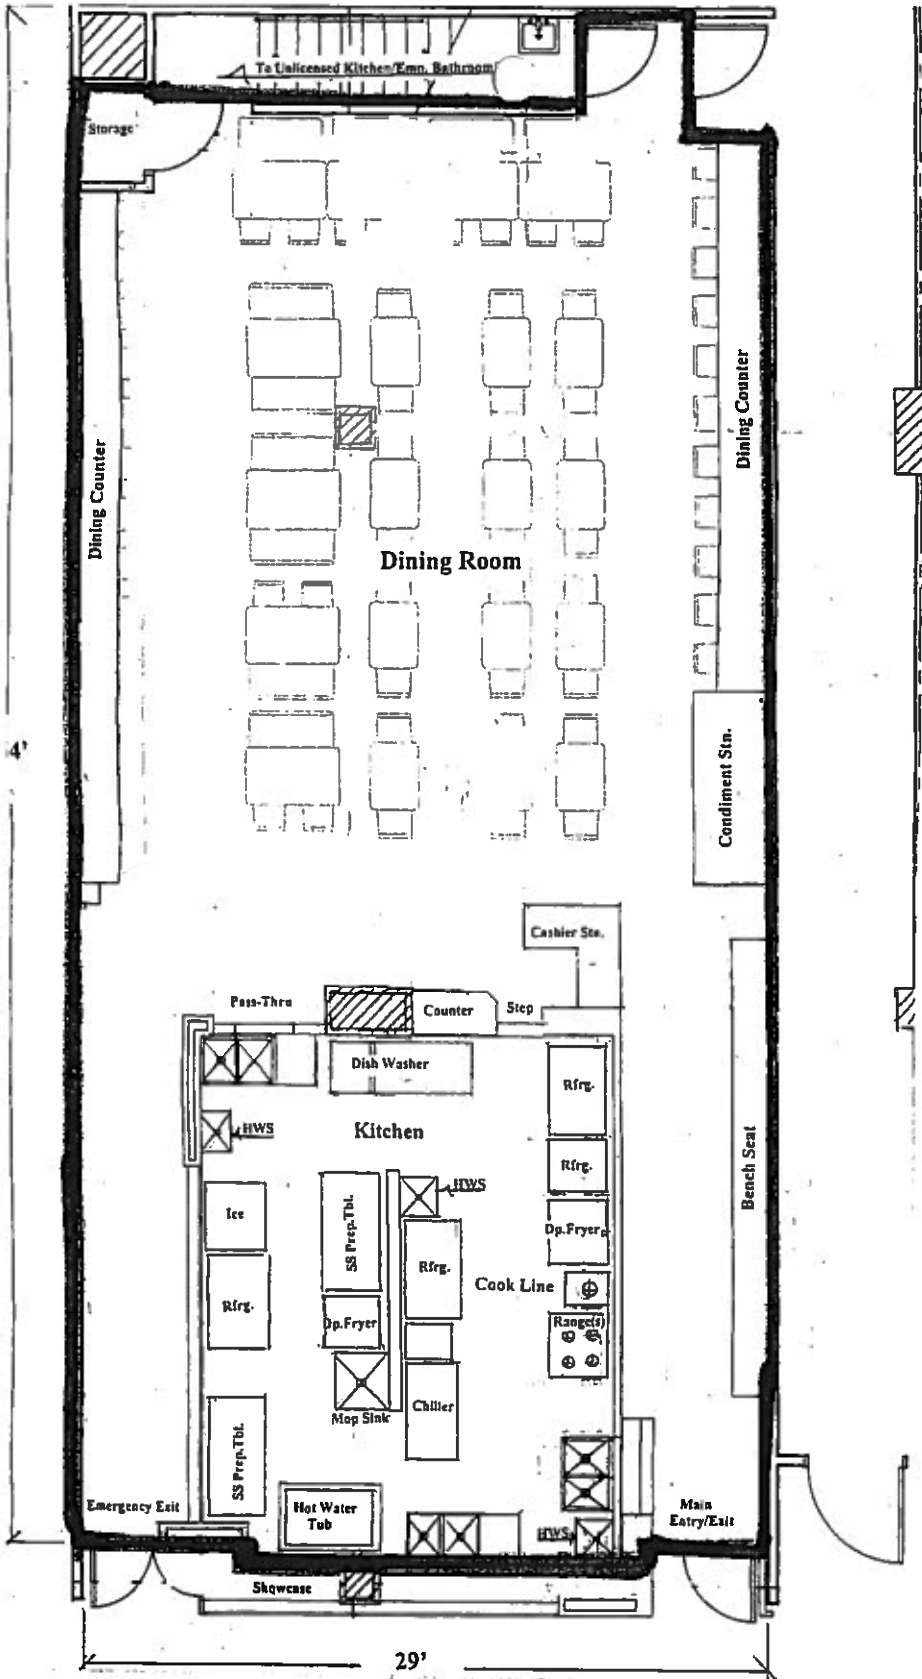 To Unlicensed Kitchen/Emp. Bathroom
Storage
Dining Counter
Dining Counter
Dining Room
4'
Condiment Stn.
Cashier Stn.
Pass-Thru
Counter
Step
Dish Washer
Rfrg.
HWS
Kitchen
Rfrg.
Bench Seat
HWS
Ice
SS Prep.Tbl.
Dp.Fryer
Rfrg.
Cook Line
Rfrg.
Dp.Fryer
Range(s)
Mop Sink
Chiller
SS Prep.Tbl.
Emergency Exit
Hot Water
Tub
HWS
Main
Entry/Exit
Showcase
29'